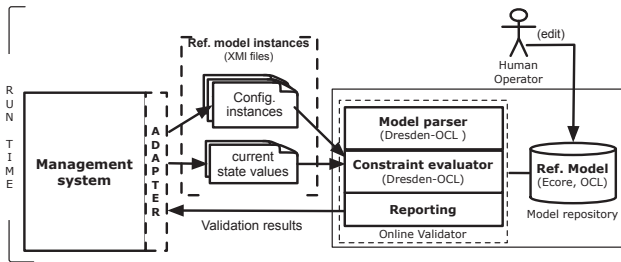 RUN TIME
Management
system
ADAPTER
Ref. model instances
(XMI files)
Config.
instances
current
state values
Validation results
Model parser
(Dresden-OCL )
Constraint evaluator
(Dresden-OCL)
Reporting
Online Validator
(edit)
Human
Operator
Ref. Model
(Ecore, OCL)
Model repository